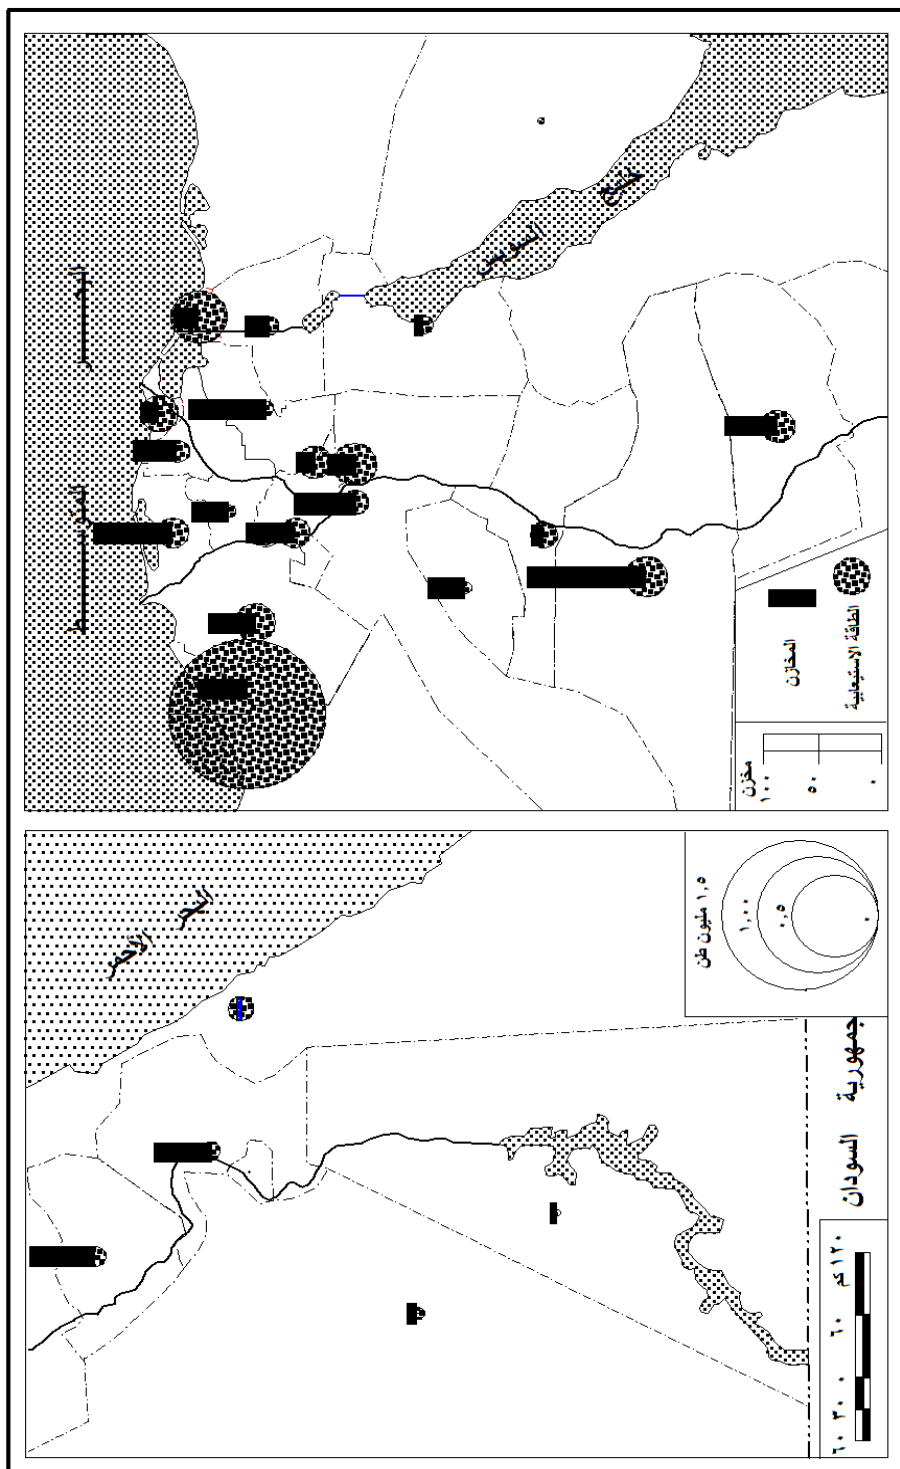 البحر
المتوسط
خليج
السويس
المخازن
الطاقة الاستيعابية
مخزن
١٠٠
٥٠
٠
البحر الأحمر
١,٥ مليون طن
١,٠٠
٠,٥
٠
جمهورية السودان
٦٠ ٣٠ ٠ ٦٠ ١٢٠ كم